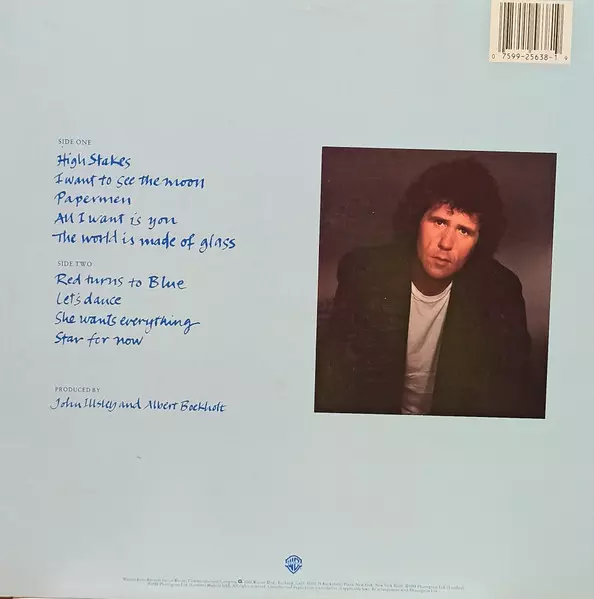 0 7599-25638-1 9
SIDE ONE
High Stakes
I want to see the moon
Papermen
All I want is you
The world is made of glass
SIDE TWO
Red turns to Blue
Let's dance
She wants everything
Star for now
PRODUCED BY
John Illsley and Albert Boekholt